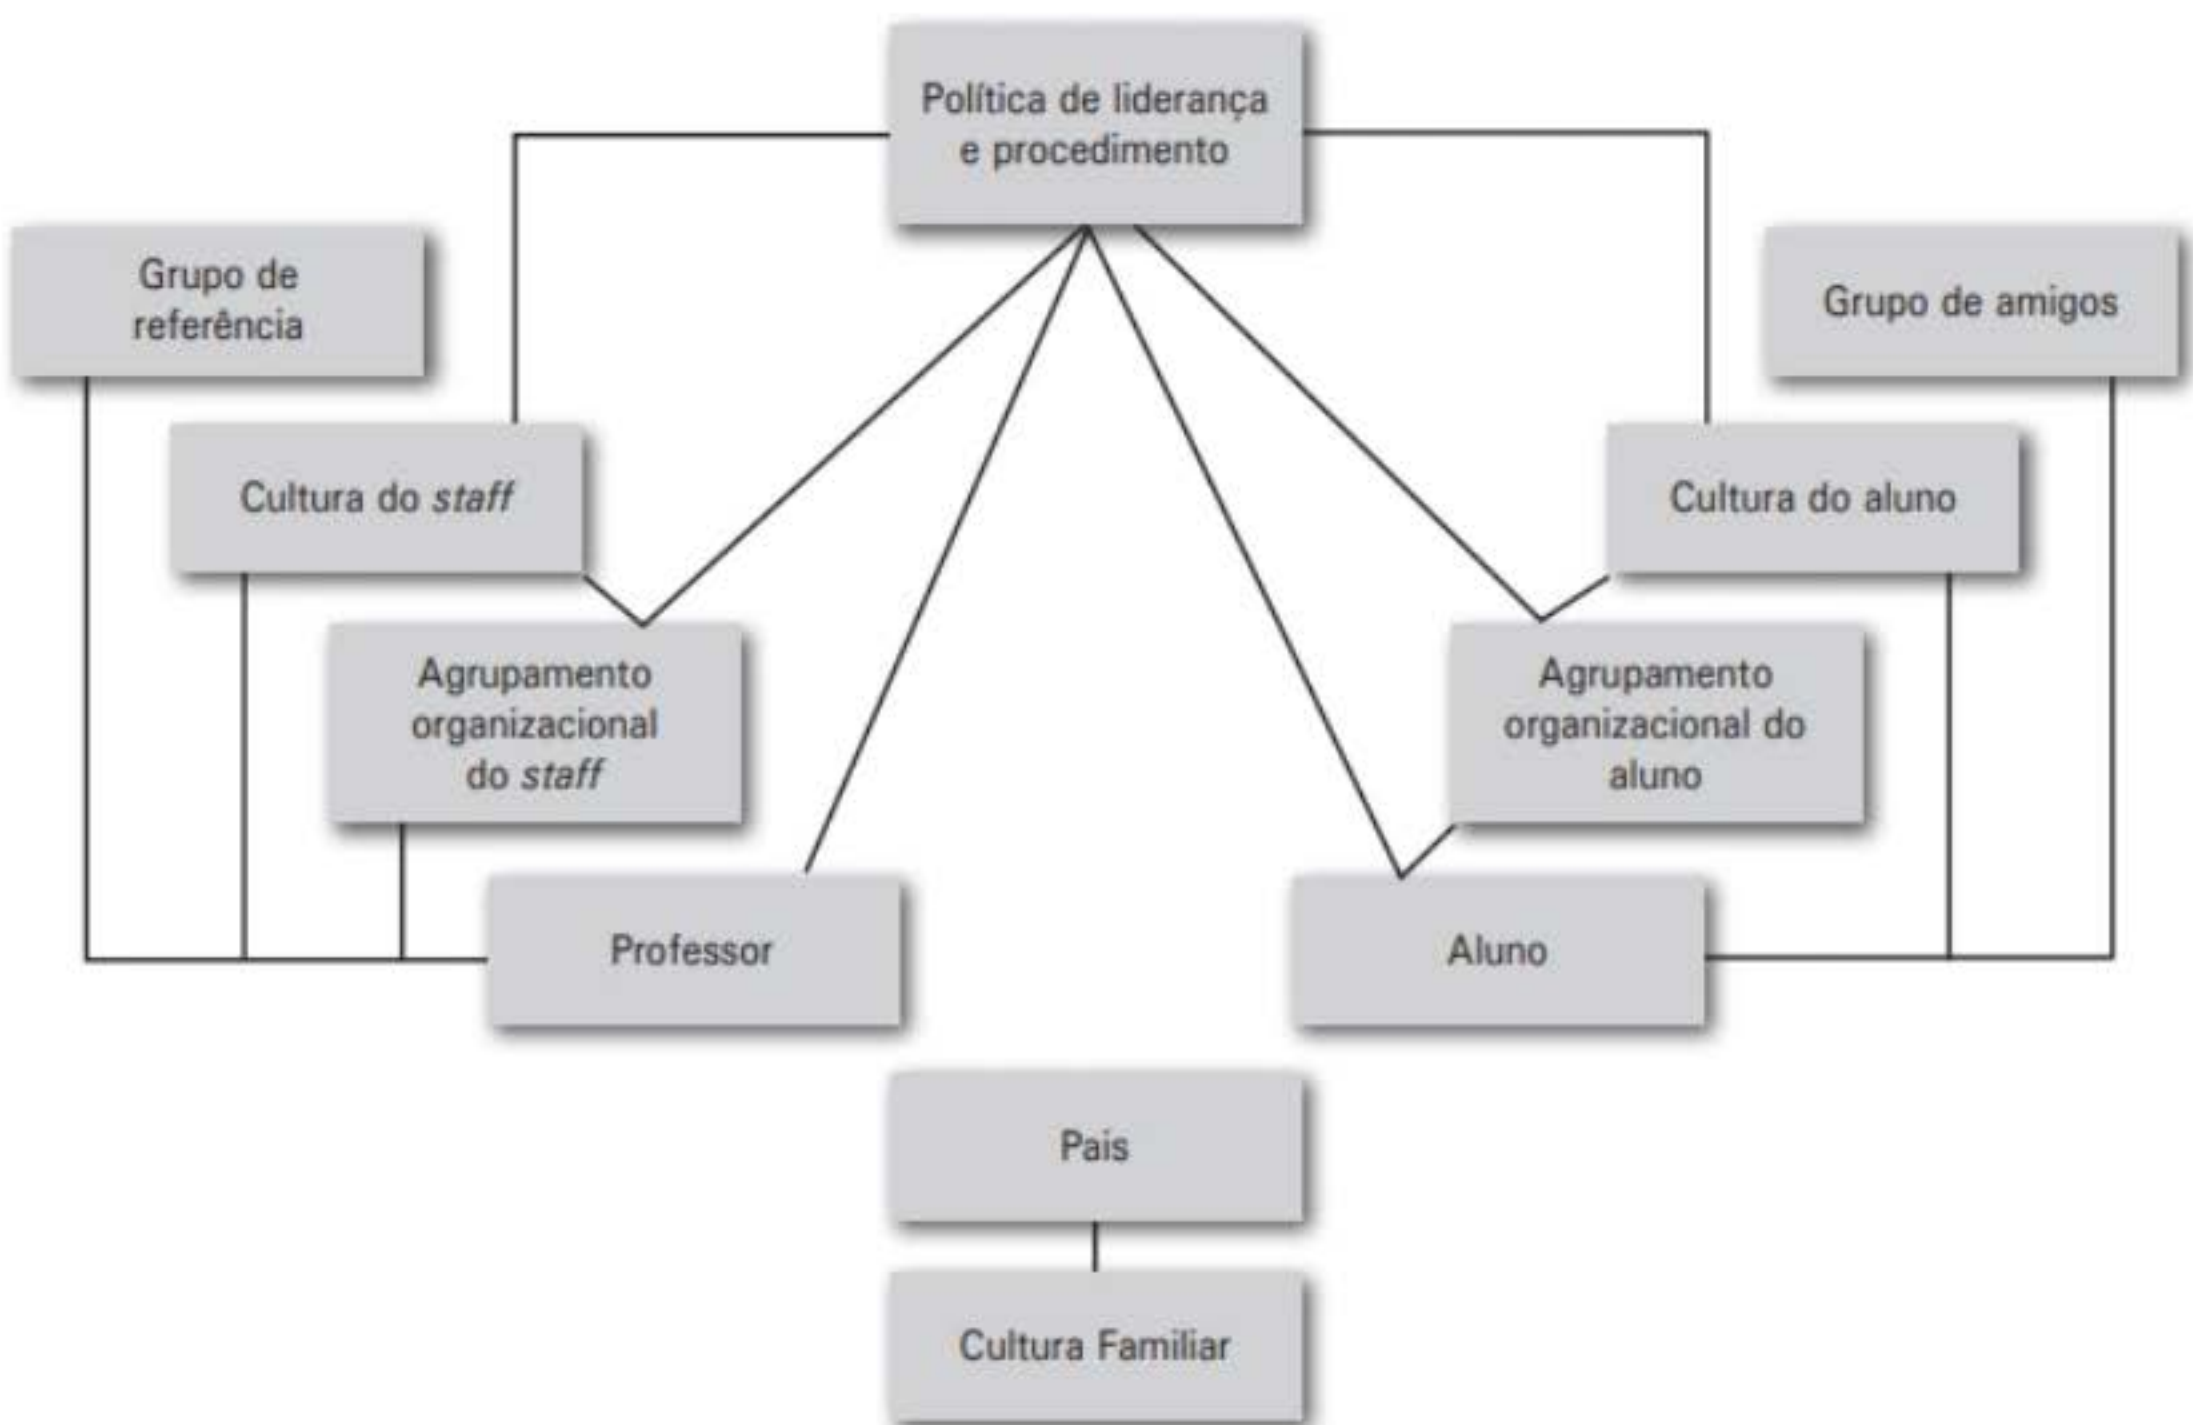 Política de liderança
e procedimento
Grupo de
referência
Grupo de amigos
Cultura do staff
Cultura do aluno
Agrupamento
organizacional
do staff
Agrupamento
organizacional do
aluno
Professor
Aluno
Pais
Cultura Familiar